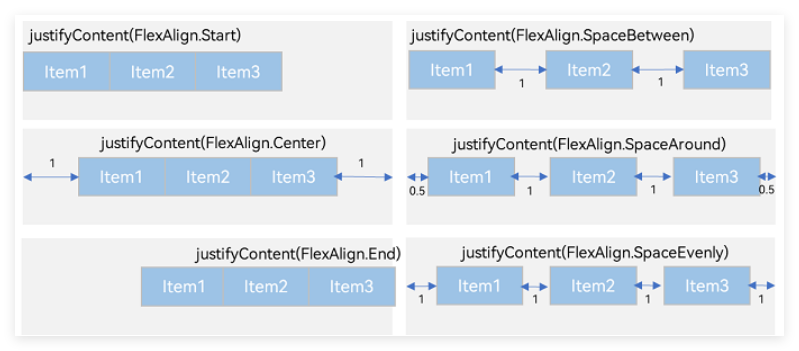 justifyContent(FlexAlign.Start)
Item1 Item2 Item3
justifyContent(FlexAlign.SpaceBetween)
Item1 Item2 Item3
1 1
justifyContent(FlexAlign.Center)
1 1
Item1 Item2 Item3
justifyContent(FlexAlign.SpaceAround)
Item1 Item2 Item3
0.5 1 1 0.5
justifyContent(FlexAlign.End)
Item1 Item2 Item3
justifyContent(FlexAlign.SpaceEvenly)
Item1 Item2 Item3
1 1 1 1